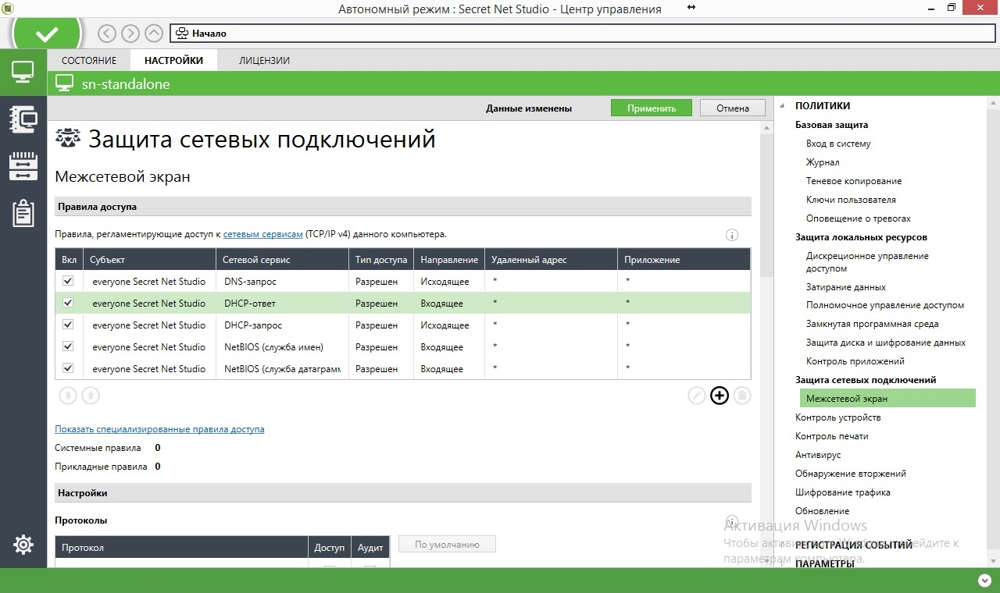 Автономный режим : Secret Net Studio - Центр управления
Начало
СОСТОЯНИЕ НАСТРОЙКИ ЛИЦЕНЗИИ
sn-standalone
Данные изменены Применить Отмена
Защита сетевых подключений
Межсетевой экран
Правила доступа
Правила, регламентирующие доступ к сетевым сервисам (TCP/IP v4) данного компьютера.
Вкл Субъект Сетевой сервис Тип доступа Направление Удаленный адрес Приложение
everyone Secret Net Studio DNS-запрос Разрешен Исходящее * *
everyone Secret Net Studio DHCP-ответ Разрешен Входящее * *
everyone Secret Net Studio DHCP-запрос Разрешен Исходящее * *
everyone Secret Net Studio NetBIOS (служба имен) Разрешен Входящее * *
everyone Secret Net Studio NetBIOS (служба датаграмм Разрешен Входящее * *
Показать специализированные правила доступа
Системные правила 0
Прикладные правила 0
Настройки
Протоколы
Протокол Доступ Аудит По умолчанию
ПОЛИТИКИ
Базовая защита
Вход в систему
Журнал
Теневое копирование
Ключи пользователя
Оповещение о тревогах
Защита локальных ресурсов
Дискреционное управление
доступом
Затирание данных
Полномочное управление доступом
Замкнутая программная среда
Защита диска и шифрование данных
Контроль приложений
Защита сетевых подключений
Межсетевой экран
Контроль устройств
Контроль печати
Антивирус
Обнаружение вторжений
Шифрование трафика
Обновление
РЕГИСТРАЦИЯ СОБЫТИЙ
ПАРАМЕТРЫ
Активация Windows
Чтобы активировать Windows, перейдите к
параметрам компьютера.